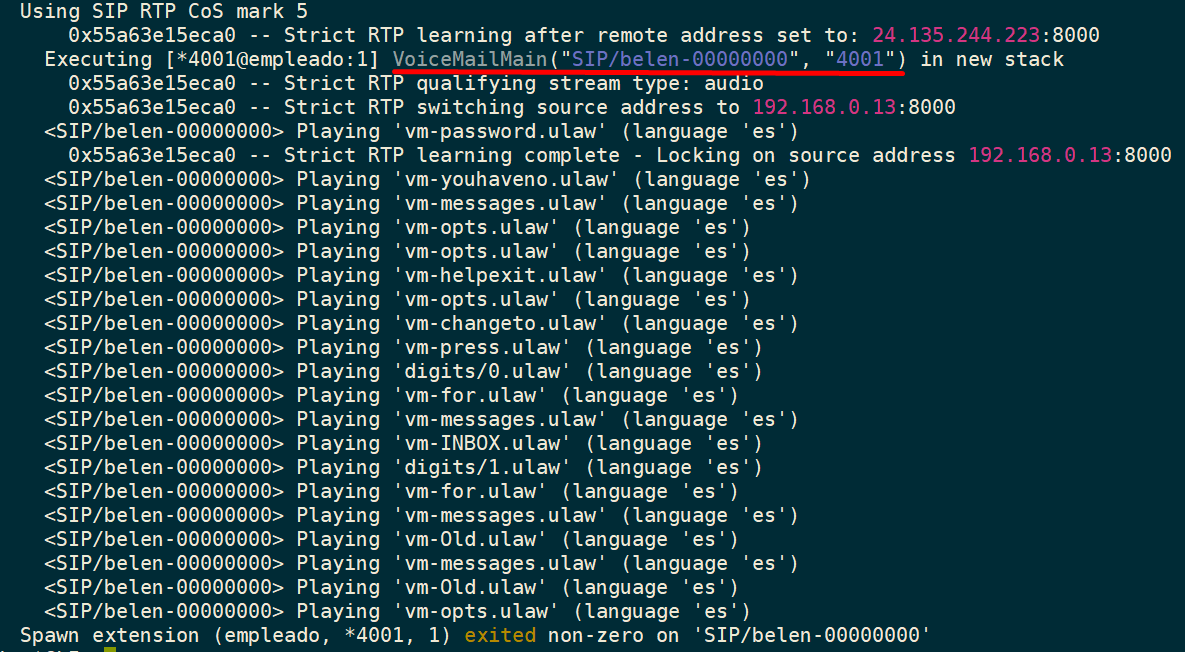 Using SIP RTP CoS mark 5
0x55a63e15eca0 -- Strict RTP learning after remote address set to: 24.135.244.223:8000
Executing [*4001@empleado:1] VoiceMailMain("SIP/belen-00000000", "4001") in new stack
0x55a63e15eca0 -- Strict RTP qualifying stream type: audio
0x55a63e15eca0 -- Strict RTP switching source address to 192.168.0.13:8000
<SIP/belen-00000000> Playing 'vm-password.ulaw' (language 'es')
0x55a63e15eca0 -- Strict RTP learning complete - Locking on source address 192.168.0.13:8000
<SIP/belen-00000000> Playing 'vm-youhaveno.ulaw' (language 'es')
<SIP/belen-00000000> Playing 'vm-messages.ulaw' (language 'es')
<SIP/belen-00000000> Playing 'vm-opts.ulaw' (language 'es')
<SIP/belen-00000000> Playing 'vm-opts.ulaw' (language 'es')
<SIP/belen-00000000> Playing 'vm-helpexit.ulaw' (language 'es')
<SIP/belen-00000000> Playing 'vm-opts.ulaw' (language 'es')
<SIP/belen-00000000> Playing 'vm-changeto.ulaw' (language 'es')
<SIP/belen-00000000> Playing 'vm-press.ulaw' (language 'es')
<SIP/belen-00000000> Playing 'digits/0.ulaw' (language 'es')
<SIP/belen-00000000> Playing 'vm-for.ulaw' (language 'es')
<SIP/belen-00000000> Playing 'vm-messages.ulaw' (language 'es')
<SIP/belen-00000000> Playing 'vm-INBOX.ulaw' (language 'es')
<SIP/belen-00000000> Playing 'digits/1.ulaw' (language 'es')
<SIP/belen-00000000> Playing 'vm-for.ulaw' (language 'es')
<SIP/belen-00000000> Playing 'vm-messages.ulaw' (language 'es')
<SIP/belen-00000000> Playing 'vm-Old.ulaw' (language 'es')
<SIP/belen-00000000> Playing 'vm-messages.ulaw' (language 'es')
<SIP/belen-00000000> Playing 'vm-Old.ulaw' (language 'es')
<SIP/belen-00000000> Playing 'vm-opts.ulaw' (language 'es')
Spawn extension (empleado, *4001, 1) exited non-zero on 'SIP/belen-00000000'